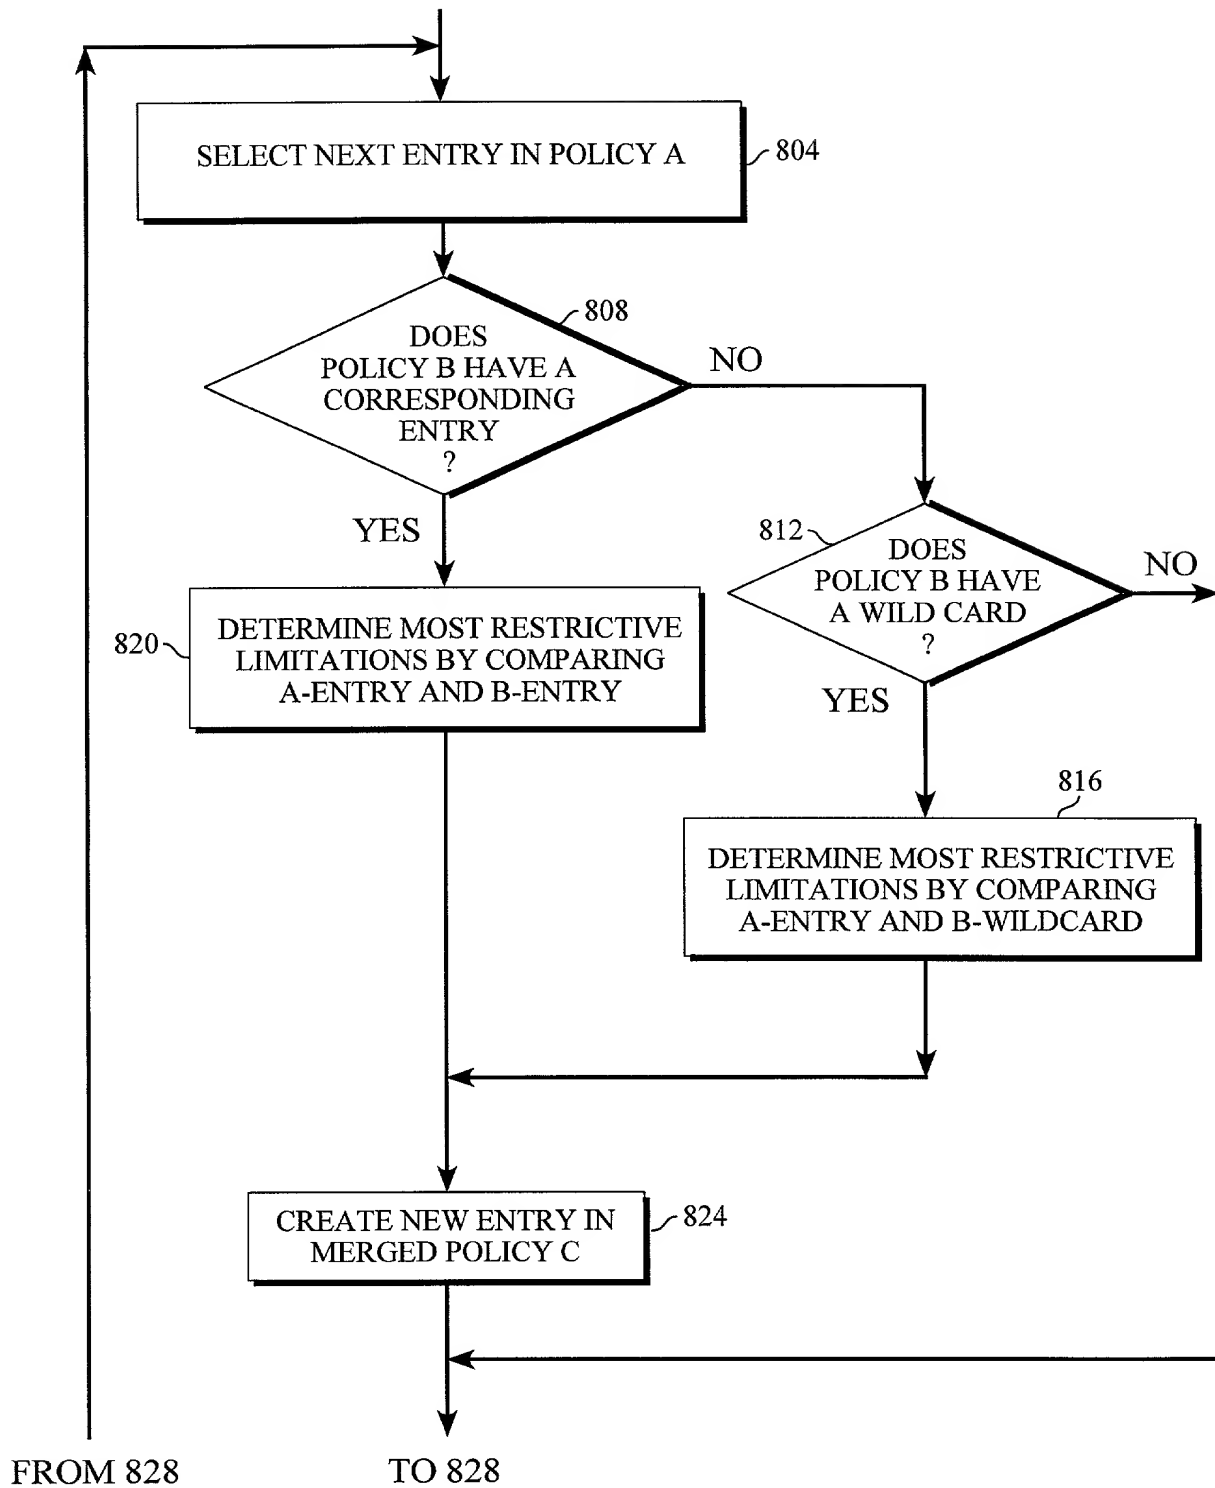 SELECT NEXT ENTRY IN POLICY A
804
808
DOES
POLICY B HAVE A
CORRESPONDING
ENTRY
?
NO
YES
812
DOES
POLICY B HAVE
A WILD CARD
?
NO
YES
820
DETERMINE MOST RESTRICTIVE
LIMITATIONS BY COMPARING
A-ENTRY AND B-ENTRY
816
DETERMINE MOST RESTRICTIVE
LIMITATIONS BY COMPARING
A-ENTRY AND B-WILDCARD
CREATE NEW ENTRY IN
MERGED POLICY C
824
FROM 828
TO 828